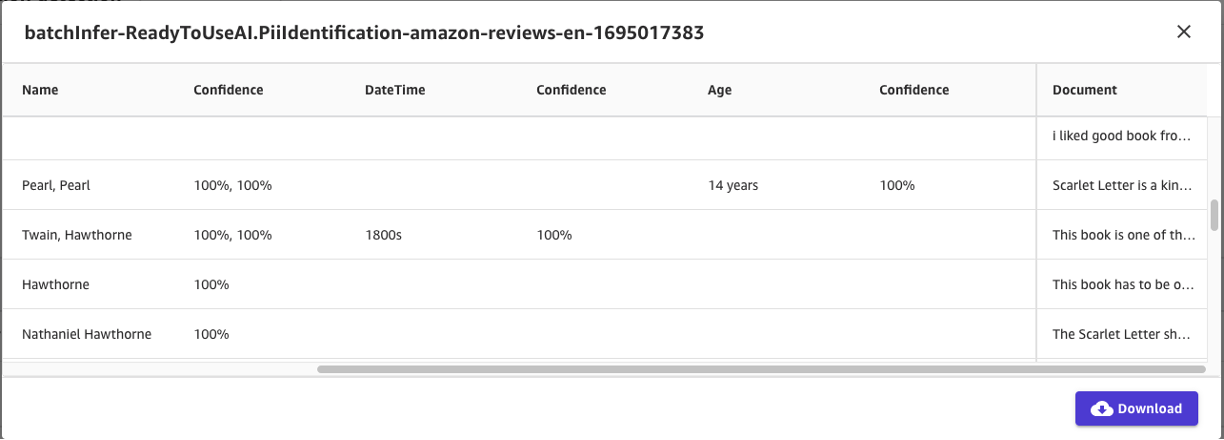 batchInfer-ReadyToUseAI.PiiIdentification-amazon-reviews-en-1695017383
Name Confidence DateTime Confidence Age Confidence Document
i liked good book fro...
Pearl, Pearl 100%, 100% 14 years 100% Scarlet Letter is a kin...
Twain, Hawthorne 100%, 100% 1800s 100% This book is one of th...
Hawthorne 100% This book has to be o...
Nathaniel Hawthorne 100% The Scarlet Letter sh...
Download